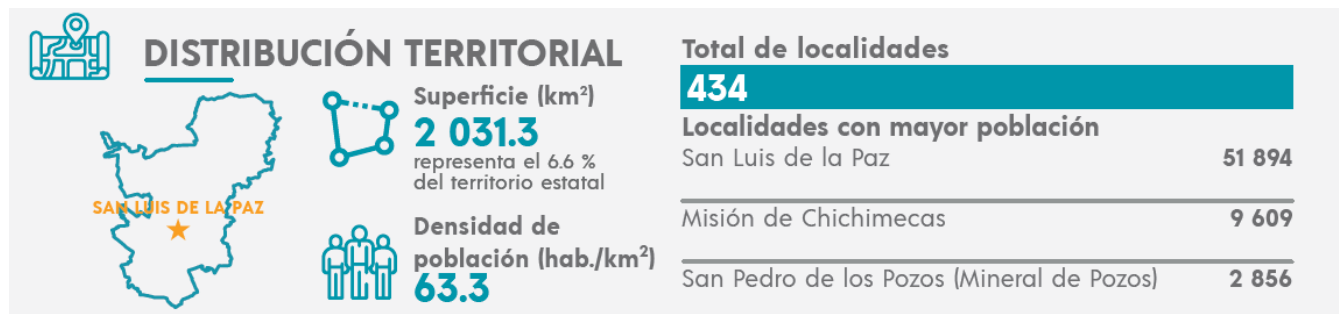 DISTRIBUCIÓN TERRITORIAL
SAN LUIS DE LA PAZ
Superficie (km²)
2 031.3
representa el 6.6 %
del territorio estatal
Densidad de
población (hab./km²)
63.3
Total de localidades
434
Localidades con mayor población
San Luis de la Paz 51 894
Misión de Chichimecas 9 609
San Pedro de los Pozos (Mineral de Pozos) 2 856